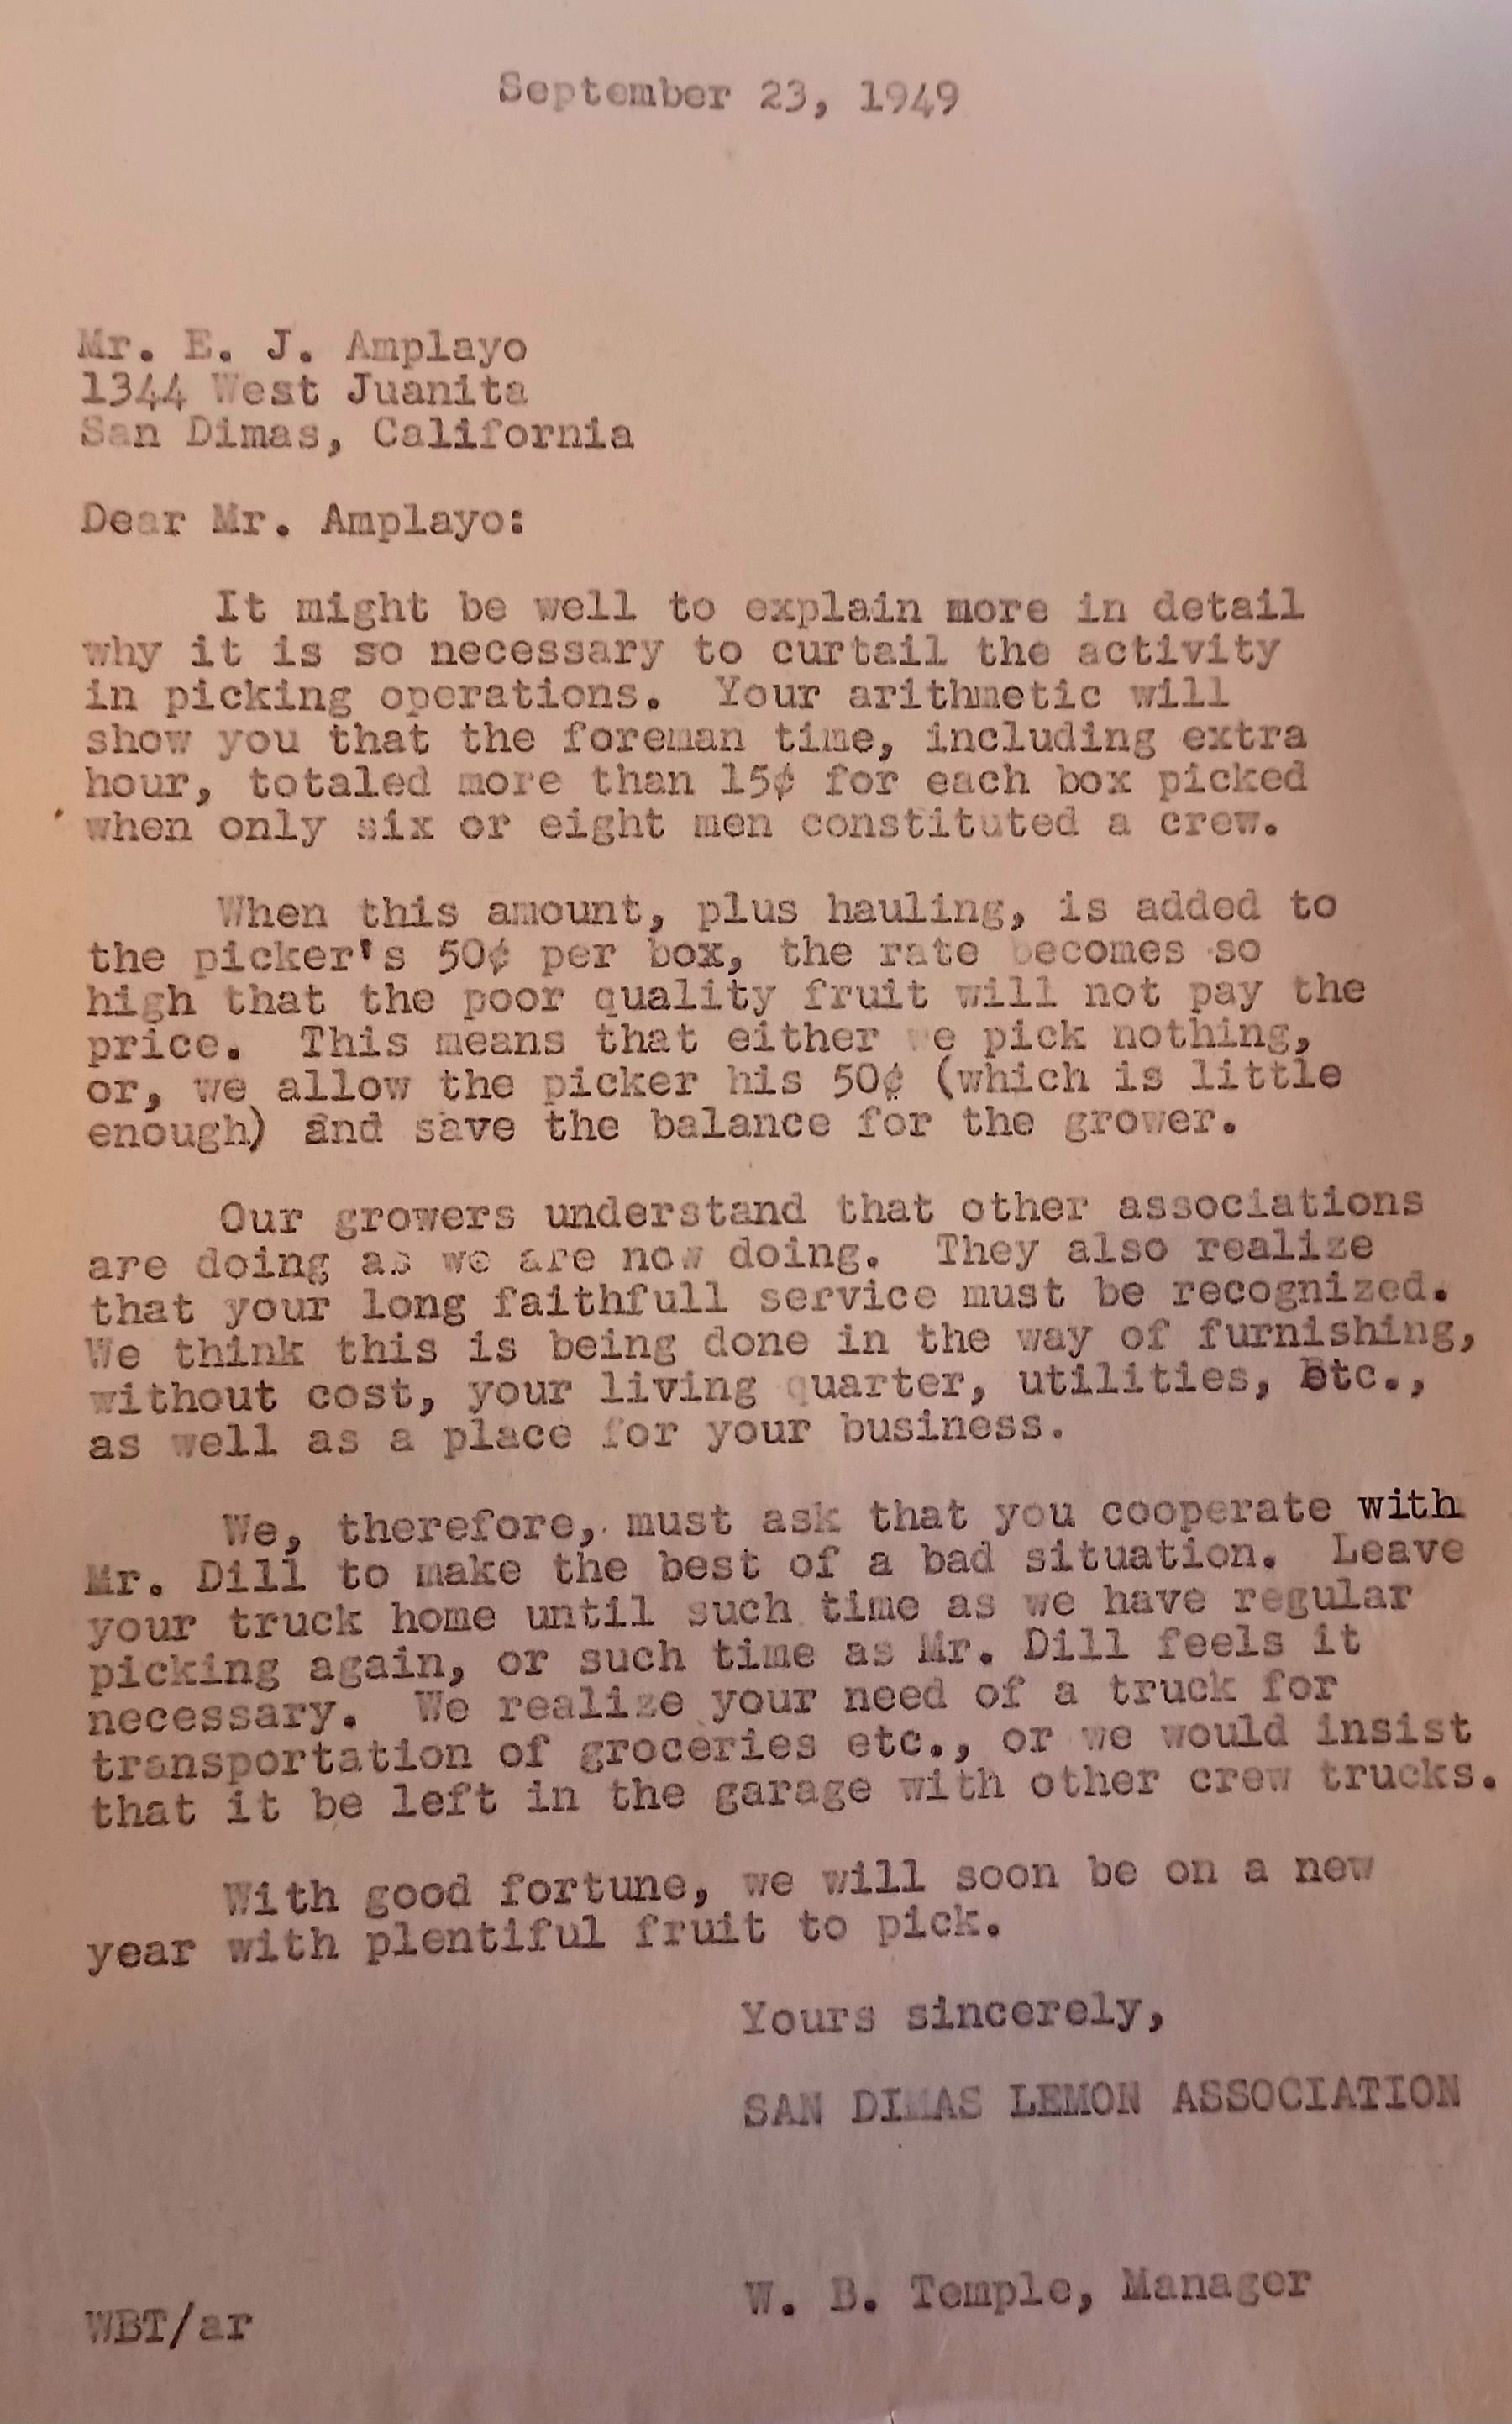 September 23, 1949
Mr. E. J. Amplayo
1344 West Juanita
San Dimas, California
Dear Mr. Amplayo:
It might be well to explain more in detail
why it is so necessary to curtail the activity
in picking operations. Your arithmetic will
show you that the foreman time, including extra
hour, totaled more than 15¢ for each box picked
when only six or eight men constituted a crew.
When this amount, plus hauling, is added to
the picker's 50¢ per box, the rate becomes so
high that the poor quality fruit will not pay the
price. This means that either we pick nothing,
or, we allow the picker his 50¢ (which is little
enough) and save the balance for the grower.
Our growers understand that other associations
are doing as we are now doing. They also realize
that your long faithfull service must be recognized.
We think this is being done in the way of furnishing,
without cost, your living quarter, utilities, etc.,
as well as a place for your business.
We, therefore, must ask that you cooperate with
Mr. Dill to make the best of a bad situation. Leave
your truck home until such time as we have regular
picking again, or such time as Mr. Dill feels it
necessary. We realize your need of a truck for
transportation of groceries etc., or we would insist
that it be left in the garage with other crew trucks.
With good fortune, we will soon be on a new
year with plentiful fruit to pick.
Yours sincerely,
SAN DIMAS LEMON ASSOCIATION
W. B. Temple, Manager
WBT/ar